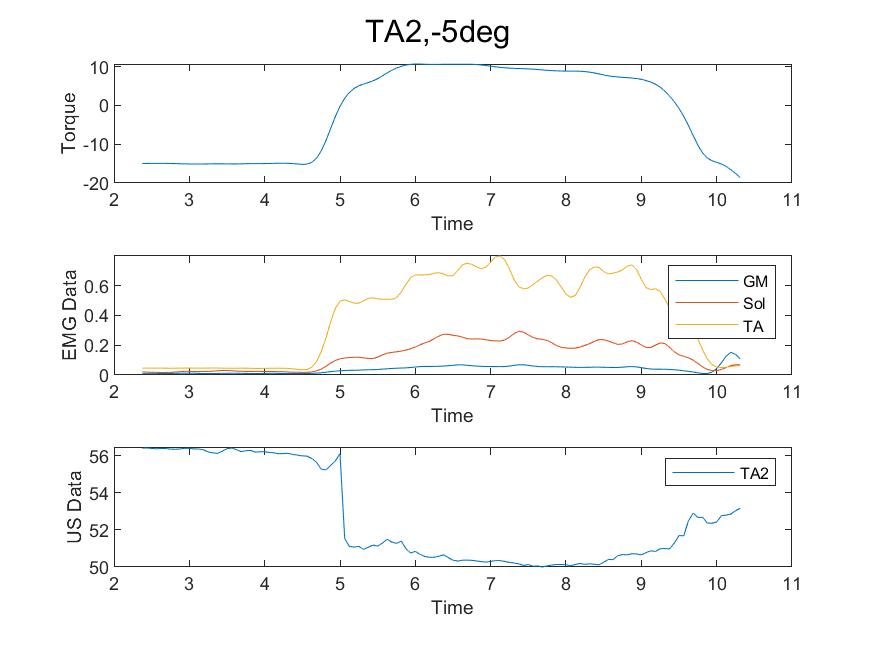 TA2,-5deg
10
0
-10
-20
Torque
2 3 4 5 6 7 8 9 10 11
Time
0.6
0.4
0.2
0
EMG Data
GM
Sol
TA
2 3 4 5 6 7 8 9 10 11
Time
56
54
52
50
US Data
TA2
2 3 4 5 6 7 8 9 10 11
Time